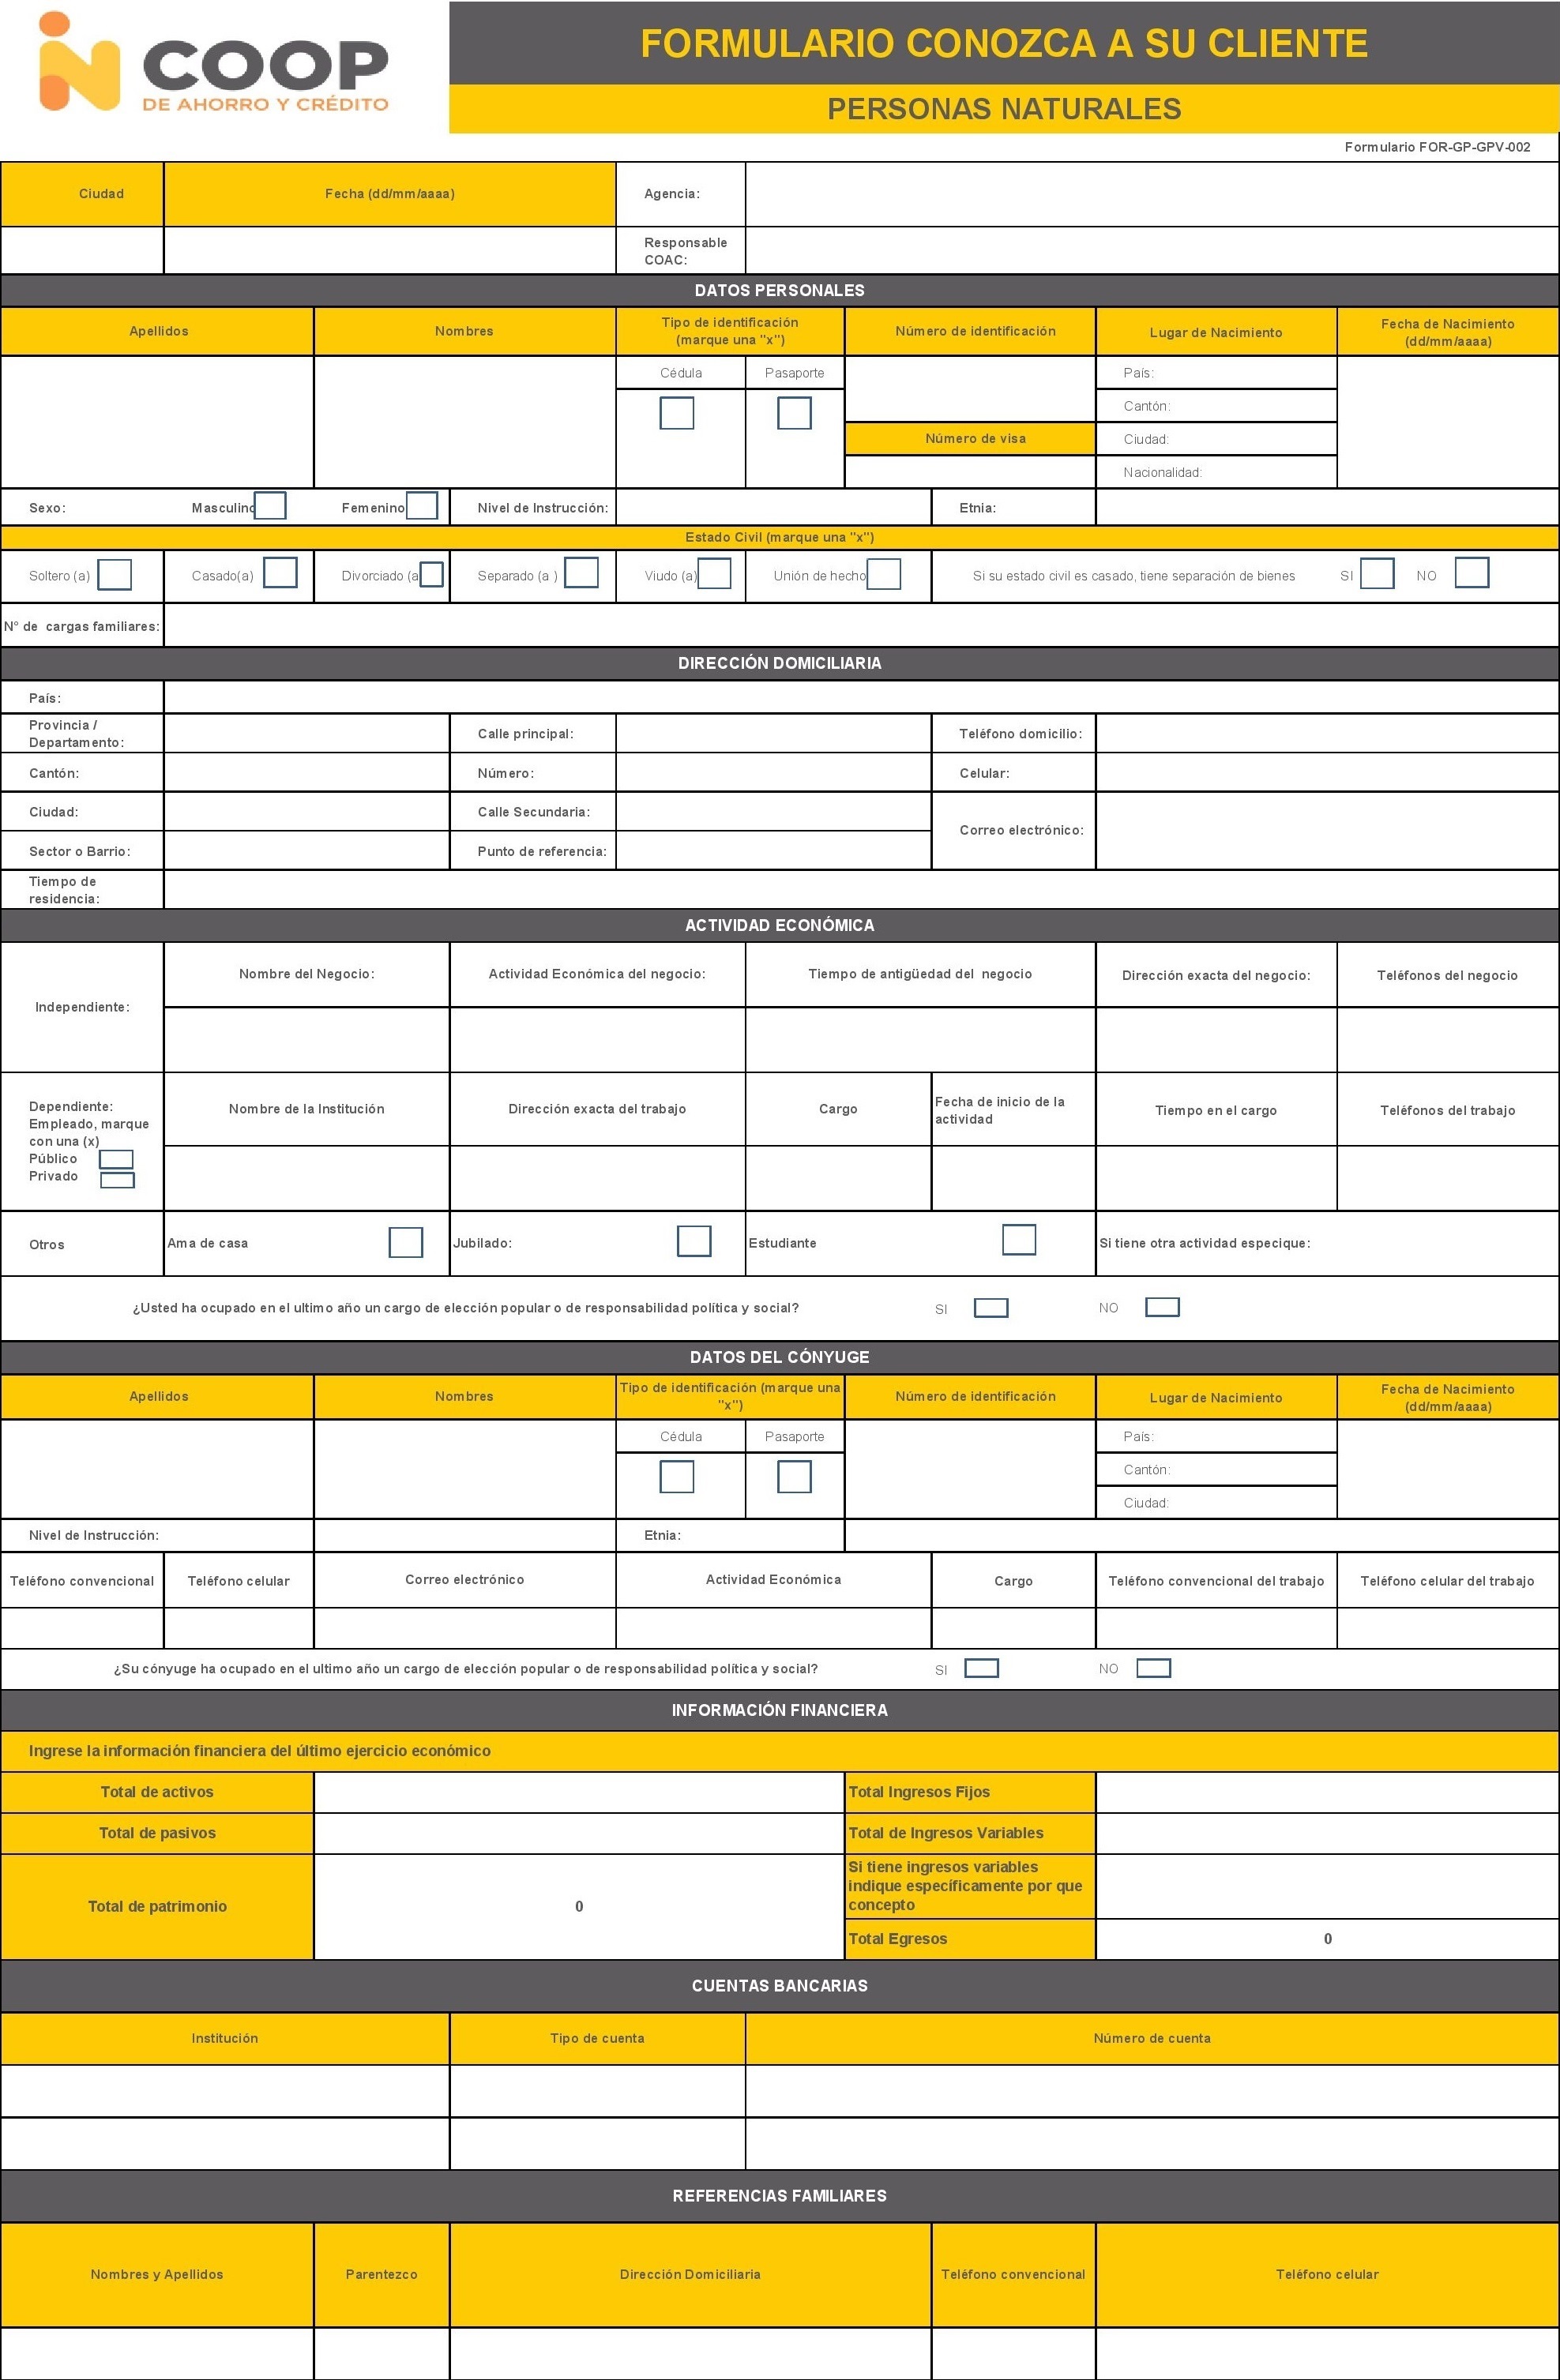 iN COOP
DE AHORRO Y CRÉDITO
FORMULARIO CONOZCA A SU CLIENTE
PERSONAS NATURALES
Formulario FOR-GP-GPV-002
Ciudad Fecha (dd/mm/aaaa) Agencia:
Responsable
COAC:
DATOS PERSONALES
Apellidos Nombres Tipo de identificación
(marque una "x") Número de identificación Lugar de Nacimiento Fecha de Nacimiento
(dd/mm/aaaa)
Cédula Pasaporte País:
Cantón:
Número de visa Ciudad:
Nacionalidad:
Sexo: Masculino Femenino Nivel de Instrucción: Etnia:
Estado Civil (marque una "x")
Soltero (a) Casado(a) Divorciado (a Separado (a ) Viudo (a) Unión de hecho Si su estado civil es casado, tiene separación de bienes SI NO
N° de cargas familiares:
DIRECCIÓN DOMICILIARIA
País:
Provincia /
Departamento: Calle principal: Teléfono domicilio:
Cantón: Número: Celular:
Ciudad: Calle Secundaria:
Correo electrónico:
Sector o Barrio: Punto de referencia:
Tiempo de
residencia:
ACTIVIDAD ECONÓMICA
Independiente: Nombre del Negocio: Actividad Económica del negocio: Tiempo de antigüedad del negocio Dirección exacta del negocio: Teléfonos del negocio
Dependiente:
Empleado, marque
con una (x)
Público
Privado
Nombre de la Institución Dirección exacta del trabajo Cargo Fecha de inicio de la
actividad Tiempo en el cargo Teléfonos del trabajo
Otros Ama de casa Jubilado: Estudiante Si tiene otra actividad especique:
¿Usted ha ocupado en el ultimo año un cargo de elección popular o de responsabilidad política y social? SI NO
DATOS DEL CÓNYUGE
Apellidos Nombres Tipo de identificación (marque una
"x") Número de identificación Lugar de Nacimiento Fecha de Nacimiento
(dd/mm/aaaa)
Cédula Pasaporte País:
Cantón:
Ciudad:
Nivel de Instrucción: Etnia:
Teléfono convencional Teléfono celular Correo electrónico Actividad Económica Cargo Teléfono convencional del trabajo Teléfono celular del trabajo
¿Su cónyuge ha ocupado en el ultimo año un cargo de elección popular o de responsabilidad política y social? SI NO
INFORMACIÓN FINANCIERA
Ingrese la información financiera del último ejercicio económico
Total de activos Total Ingresos Fijos
Total de pasivos Total de Ingresos Variables
Total de patrimonio 0 Si tiene ingresos variables
indique específicamente por que
concepto
Total Egresos 0
CUENTAS BANCARIAS
Institución Tipo de cuenta Número de cuenta
REFERENCIAS FAMILIARES
Nombres y Apellidos Parentezco Dirección Domiciliaria Teléfono convencional Teléfono celular